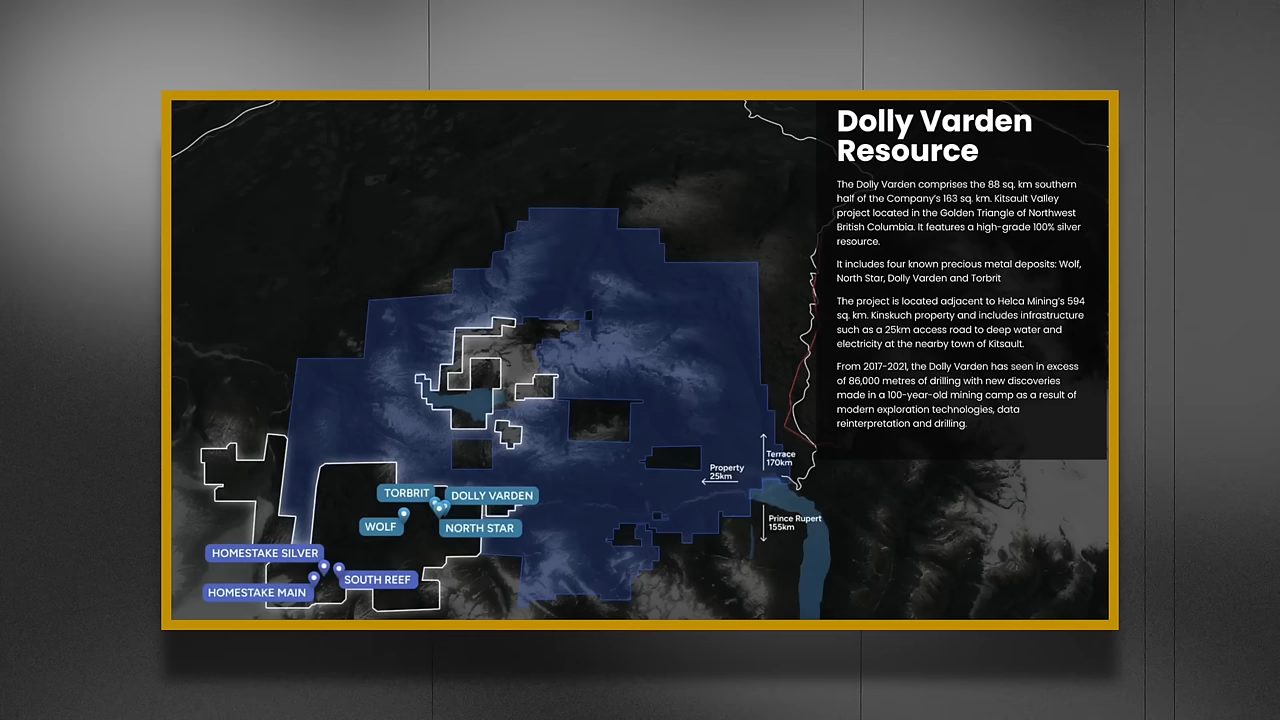 Dolly Varden
Resource
The Dolly Varden comprises the 88 sq. km southern
half of the Company's 163 sq. km. Kitsault Valley
project located in the Golden Triangle of Northwest
British Columbia. It features a high-grade 100% silver
resource.
It includes four known precious metal deposits: Wolf,
North Star, Dolly Varden and Torbrit
The project is located adjacent to Helca Mining's 594
sq. km. Kinskuch property and includes infrastructure
such as a 25km access road to deep water and
electricity at the nearby town of Kitsault.
From 2017-2021, the Dolly Varden has seen in excess
of 86,000 metres of drilling with new discoveries
made in a 100-year-old mining camp as a result of
modern exploration technologies, data
reinterpretation and drilling.
Terrace
170km
Property
25km
Prince Rupert
155km
TORBRIT
DOLLY VARDEN
WOLF
NORTH STAR
HOMESTAKE SILVER
SOUTH REEF
HOMESTAKE MAIN